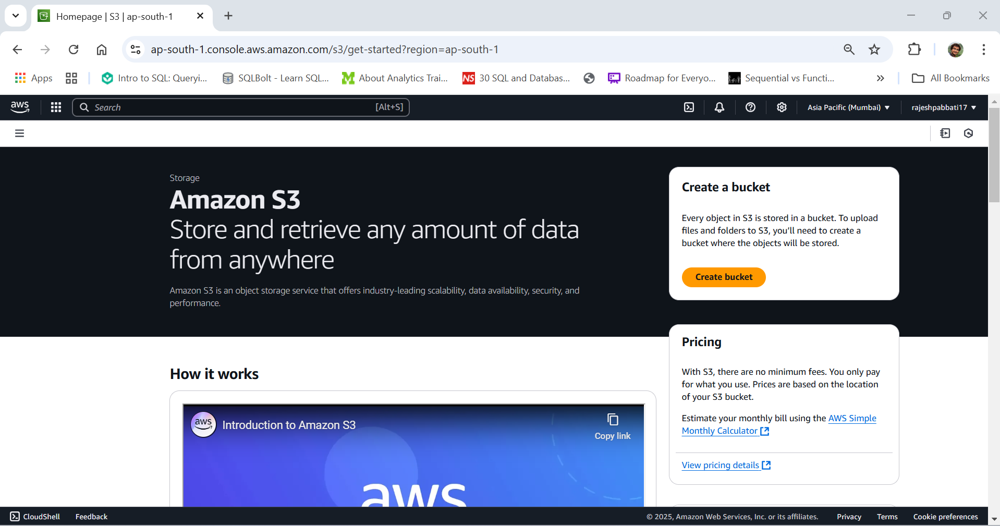 Homepage | S3 | ap-south-1
ap-south-1.console.aws.amazon.com/s3/get-started?region=ap-south-1
Apps
Intro to SQL: Queryi...
SQLBolt - Learn SQL...
About Analytics Trai...
NS 30 SQL and Databas...
Roadmap for Everyo...
Sequential vs Functi...
All Bookmarks
aws
Search
[Alt+S]
Asia Pacific (Mumbai)
rajeshpabbati17
Storage
Amazon S3
Store and retrieve any amount of data
from anywhere
Amazon S3 is an object storage service that offers industry-leading scalability, data availability, security, and
performance.
Create a bucket
Every object in S3 is stored in a bucket. To upload
files and folders to S3, you’ll need to create a
bucket where the objects will be stored.
Create bucket
Pricing
With S3, there are no minimum fees. You only pay
for what you use. Prices are based on the location
of your S3 bucket.
Estimate your monthly bill using the AWS Simple
Monthly Calculator
View pricing details
How it works
aws
Introduction to Amazon S3
Copy link
aws
CloudShell
Feedback
© 2025, Amazon Web Services, Inc. or its affiliates.
Privacy
Terms
Cookie preferences